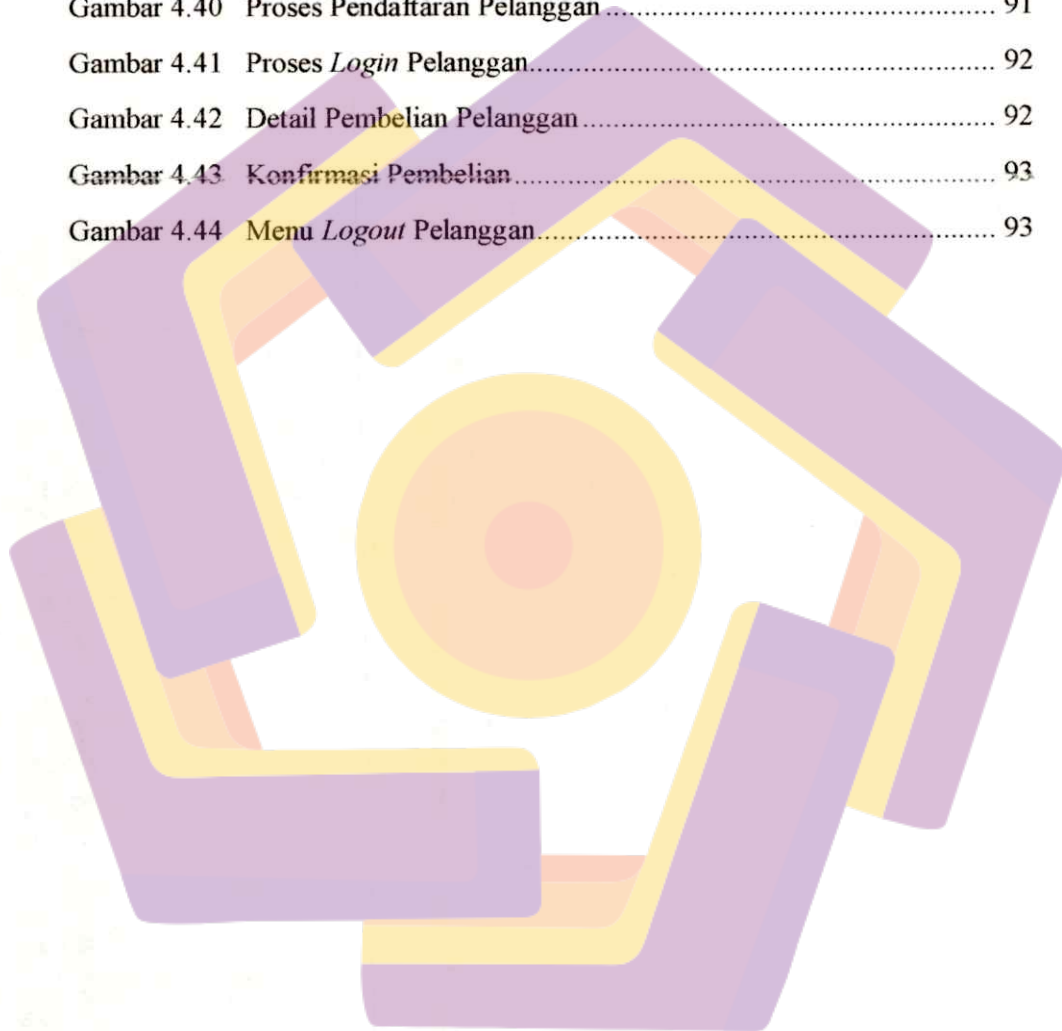 Gambar 4.40 Proses Pendaftaran Pelanggan ........................................................ 91
Gambar 4.41 Proses Login Pelanggan.................................................................. 92
Gambar 4.42 Detail Pembelian Pelanggan ........................................................... 92
Gambar 4.43 Konfirmasi Pembelian..................................................................... 93
Gambar 4.44 Menu Logout Pelanggan.................................................................. 93